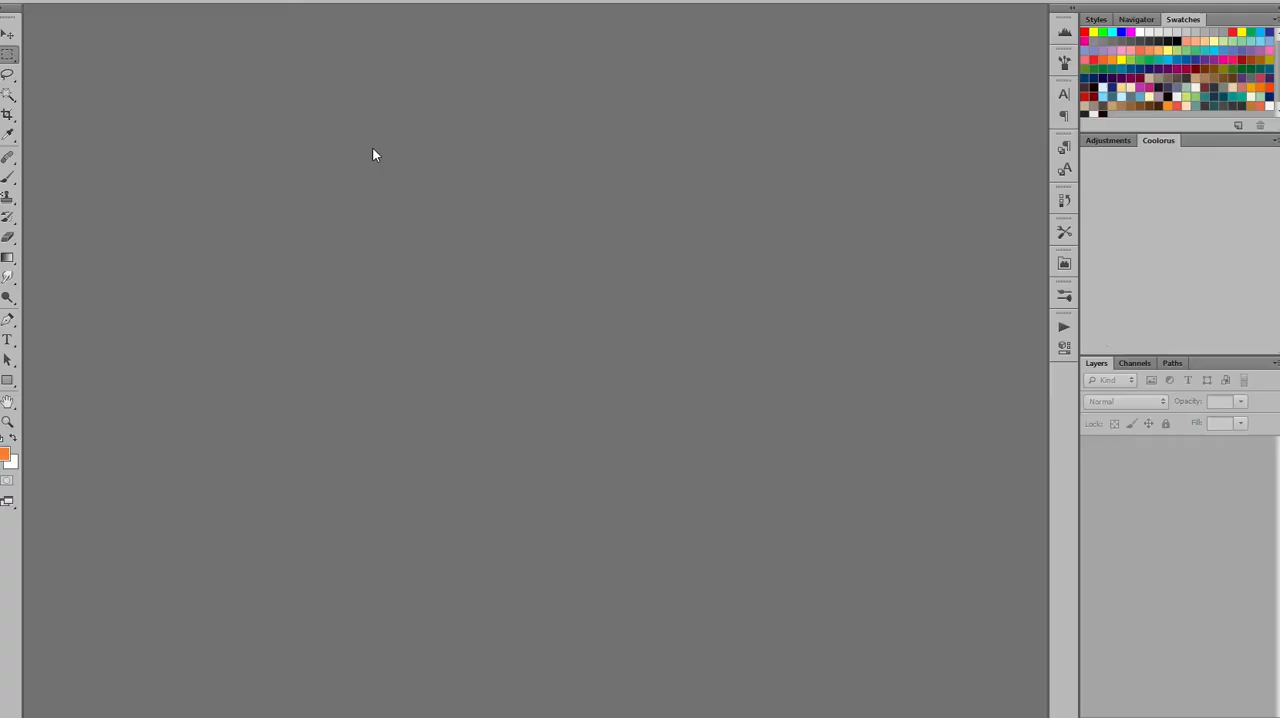 Styles Navigator Swatches
Adjustments Coolorus
Layers Channels Paths
Kind
Normal Opacity:
Lock: Fill: